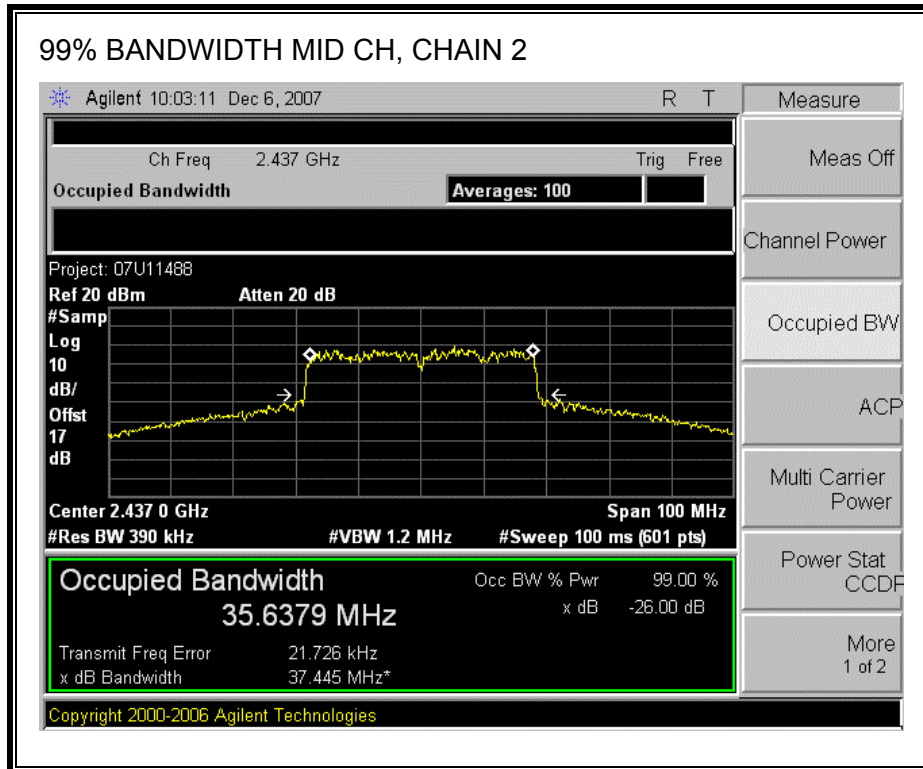 99% BANDWIDTH MID CH, CHAIN 2
Agilent 10:03:11 Dec 6, 2007 R T
Measure
Ch Freq 2.437 GHz Trig Free
Meas Off
Occupied Bandwidth Averages: 100
Channel Power
Project: 07U11488
Ref 20 dBm Atten 20 dB
#Samp
Log
10
dB/
Offst
17
dB
Occupied BW
ACP
Center 2.437 0 GHz Span 100 MHz
#Res BW 390 kHz #VBW 1.2 MHz #Sweep 100 ms (601 pts)
Multi Carrier
Power
Occupied Bandwidth Occ BW % Pwr 99.00 %
35.6379 MHz x dB -26.00 dB
Power Stat
CCDF
Transmit Freq Error 21.726 kHz
x dB Bandwidth 37.445 MHz*
More
1 of 2
Copyright 2000-2006 Agilent Technologies